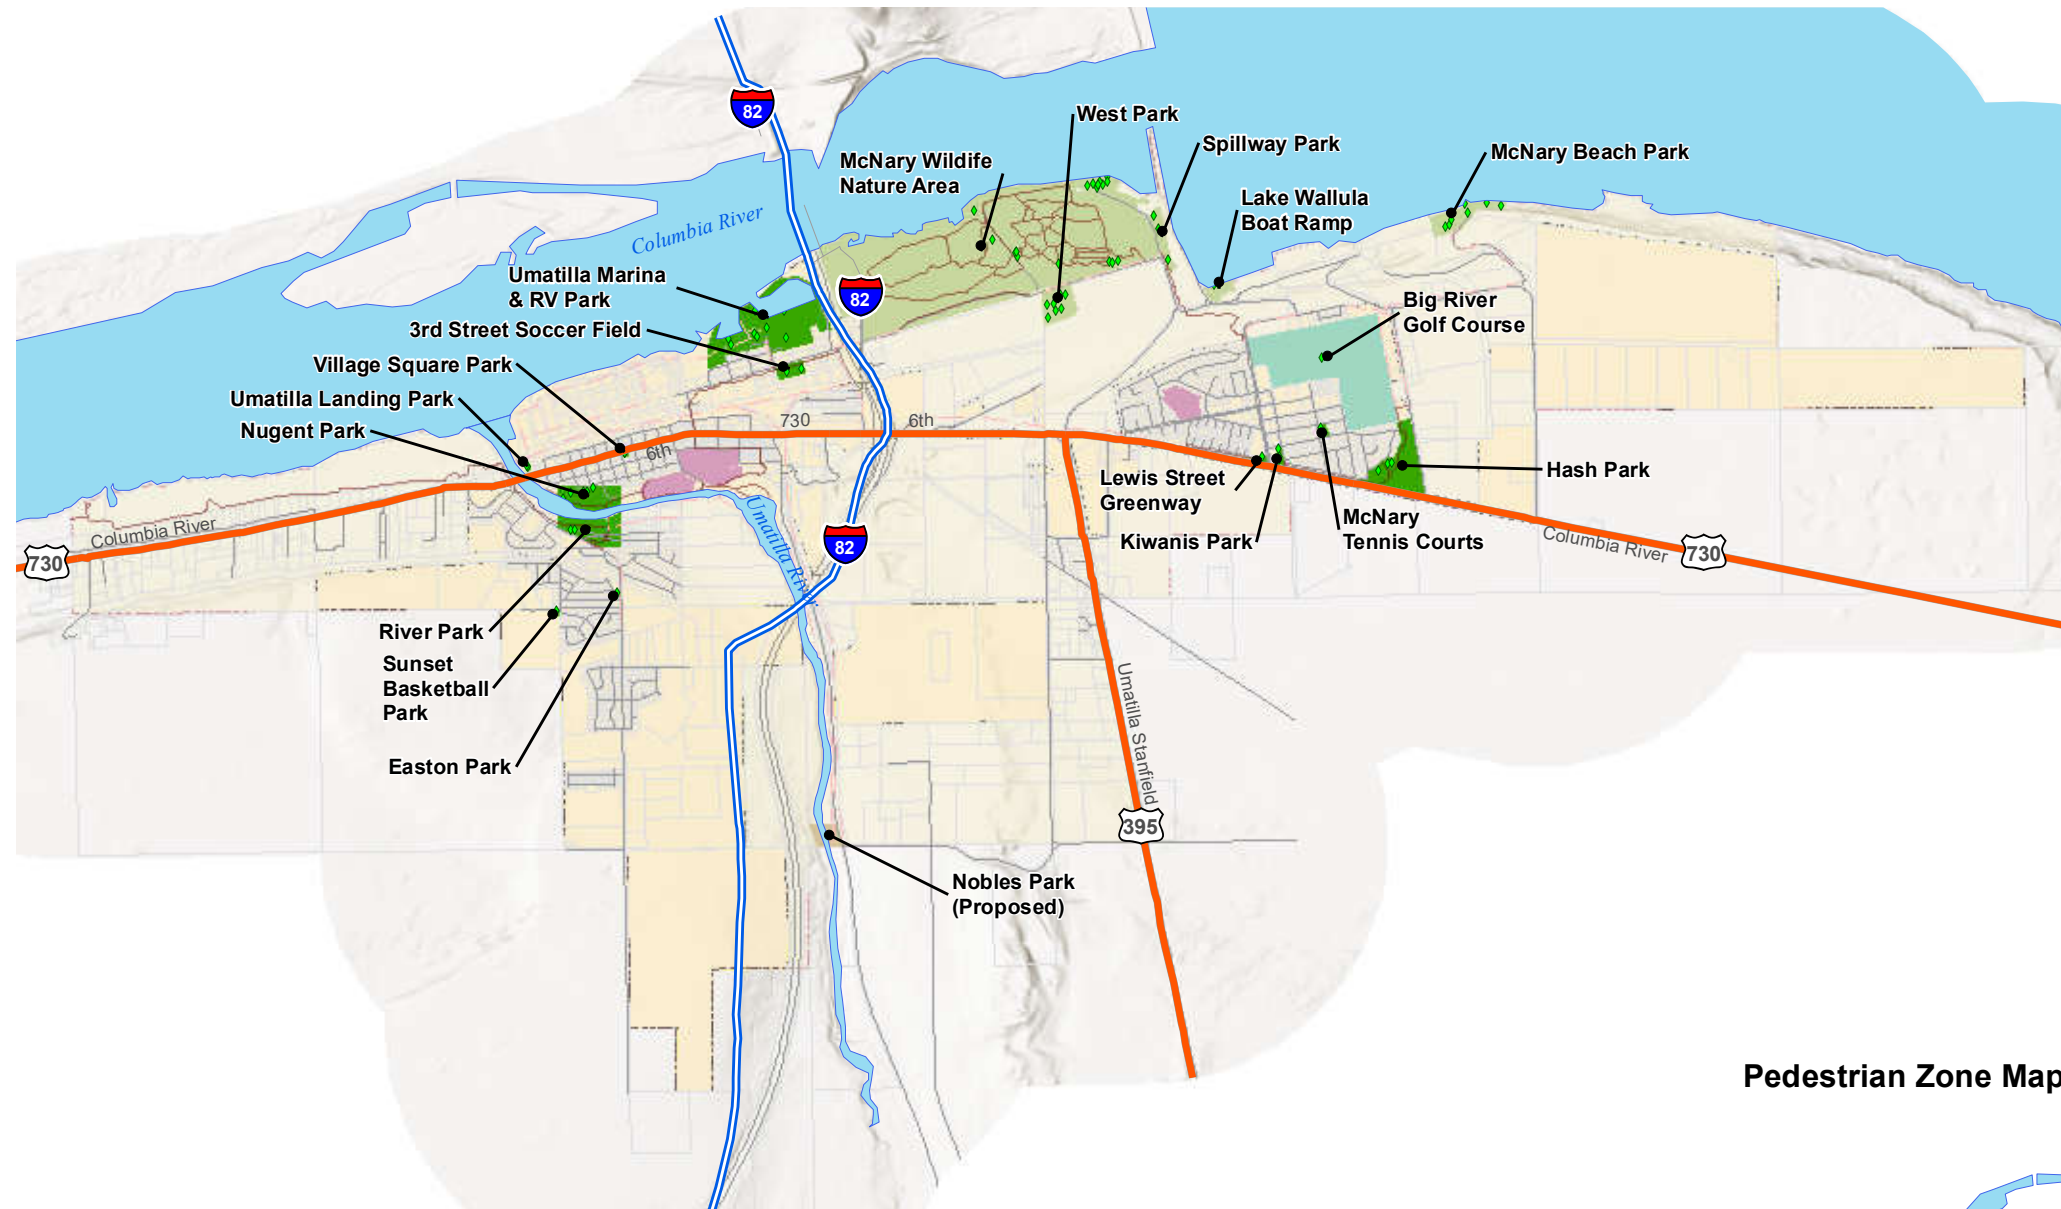 82
West Park
Spillway Park
McNary Wildife
Nature Area
McNary Beach Park
Lake Wallula
Boat Ramp
Columbia River
Umatilla Marina
& RV Park
82
Big River
Golf Course
3rd Street Soccer Field
Village Square Park
Umatilla Landing Park
Nugent Park
730
6th
6th
Lewis Street
Greenway
Hash Park
Kiwanis Park
McNary
Tennis Courts
Columbia River
730
Umatilla River
82
Columbia River
730
River Park
Sunset
Basketball
Park
Easton Park
Umatilla Stanfield
395
Nobles Park
(Proposed)
Pedestrian Zone Map